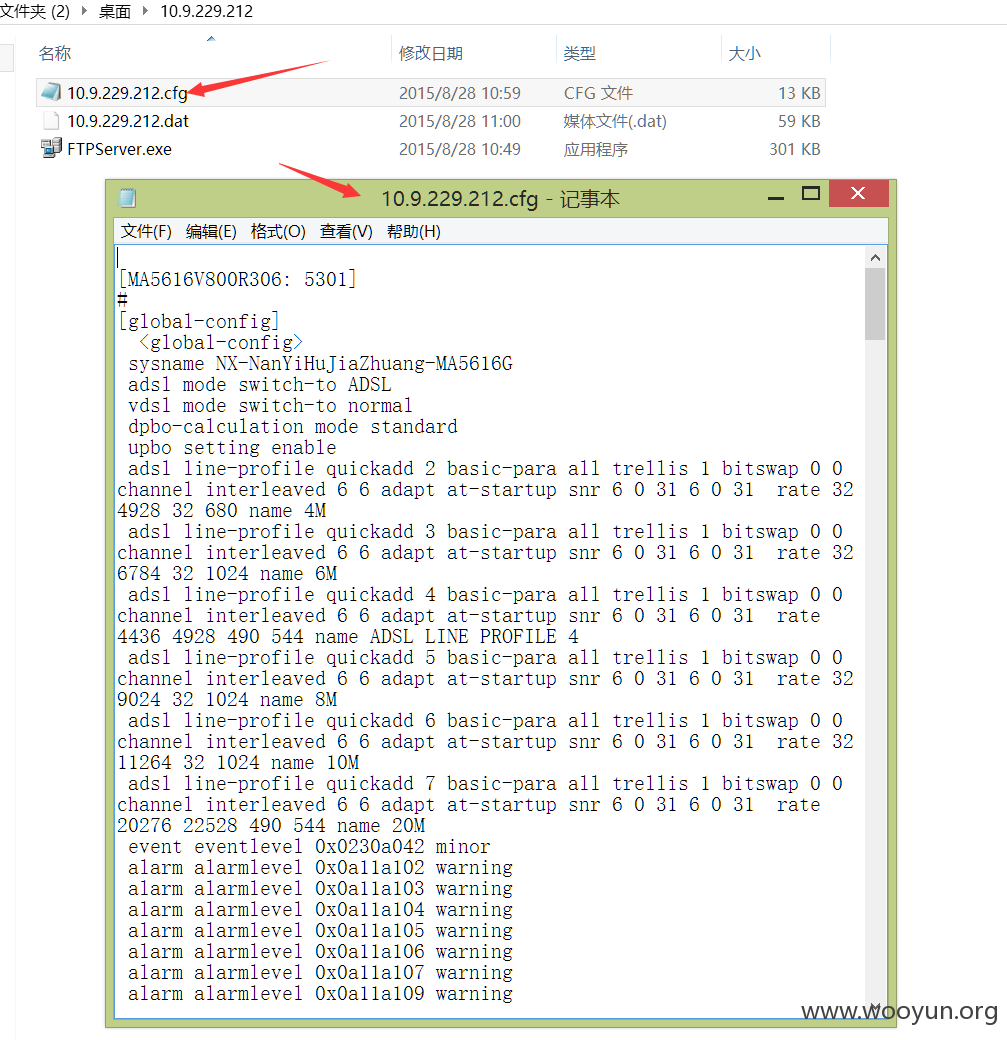 文件夹 (2) 桌面 10.9.229.212
名称 修改日期 类型 大小
10.9.229.212.cfg 2015/8/28 10:59 CFG 文件 13 KB
10.9.229.212.dat 2015/8/28 11:00 媒体文件(.dat) 59 KB
FTPServer.exe 2015/8/28 10:49 应用程序 301 KB
10.9.229.212.cfg - 记事本
文件(F) 编辑(E) 格式(O) 查看(V) 帮助(H)
[MA5616V800R306: 5301]
#
[global-config]
<global-config>
sysname NX-NanYiHuJiaZhuang-MA5616G
adsl mode switch-to ADSL
vdsl mode switch-to normal
dpbo-calculation mode standard
upbo setting enable
adsl line-profile quickadd 2 basic-para all trellis 1 bitswap 0 0
channel interleaved 6 6 adapt at-startup snr 6 0 31 6 0 31  rate 32
4928 32 680 name 4M
adsl line-profile quickadd 3 basic-para all trellis 1 bitswap 0 0
channel interleaved 6 6 adapt at-startup snr 6 0 31 6 0 31  rate 32
6784 32 1024 name 6M
adsl line-profile quickadd 4 basic-para all trellis 1 bitswap 0 0
channel interleaved 6 6 adapt at-startup snr 6 0 31 6 0 31  rate
4436 4928 490 544 name ADSL LINE PROFILE 4
adsl line-profile quickadd 5 basic-para all trellis 1 bitswap 0 0
channel interleaved 6 6 adapt at-startup snr 6 0 31 6 0 31  rate 32
9024 32 1024 name 8M
adsl line-profile quickadd 6 basic-para all trellis 1 bitswap 0 0
channel interleaved 6 6 adapt at-startup snr 6 0 31 6 0 31  rate 32
11264 32 1024 name 10M
adsl line-profile quickadd 7 basic-para all trellis 1 bitswap 0 0
channel interleaved 6 6 adapt at-startup snr 6 0 31 6 0 31  rate
20276 22528 490 544 name 20M
event eventlevel 0x0230a042 minor
alarm alarmlevel 0x0a11a102 warning
alarm alarmlevel 0x0a11a103 warning
alarm alarmlevel 0x0a11a104 warning
alarm alarmlevel 0x0a11a105 warning
alarm alarmlevel 0x0a11a106 warning
alarm alarmlevel 0x0a11a107 warning
alarm alarmlevel 0x0a11a109 warning
www.wooyun.org